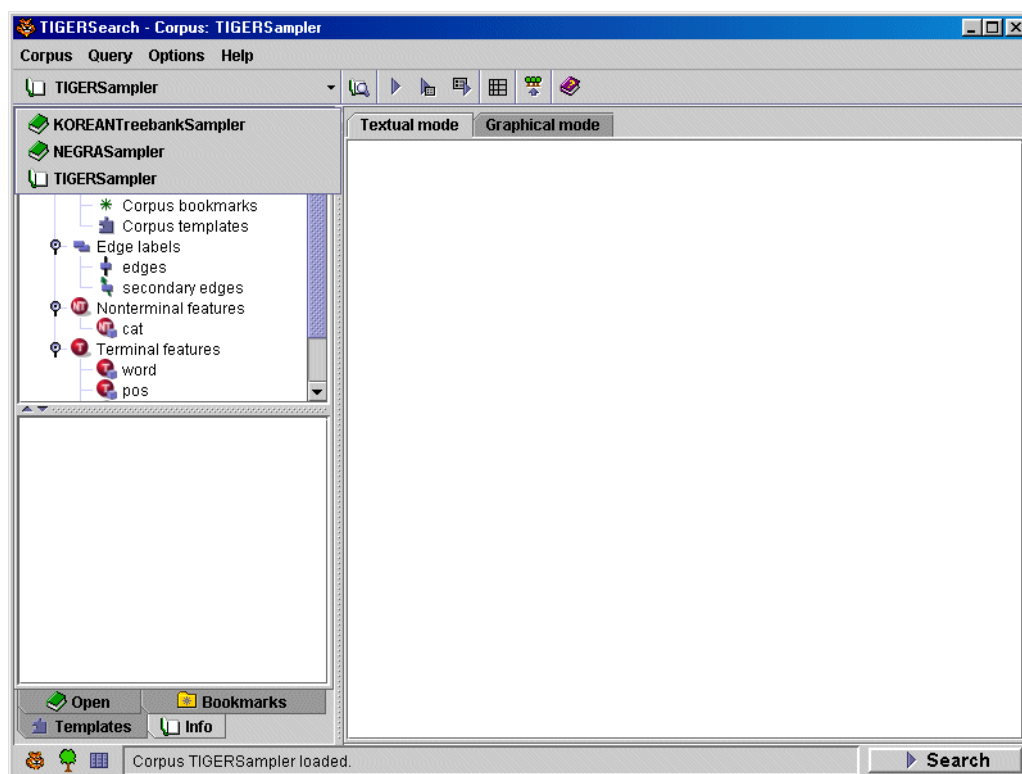 TIGERSearch - Corpus: TIGERSampler
Corpus Query Options Help
TIGERSampler
KOREANTreebankSampler
NEGRASampler
TIGERSampler
Corpus bookmarks
Corpus templates
Edge labels
edges
secondary edges
NT Nonterminal features
NT cat
T Terminal features
T word
T pos
Textual mode Graphical mode
Open Bookmarks
Templates Info
Corpus TIGERSampler loaded.
Search